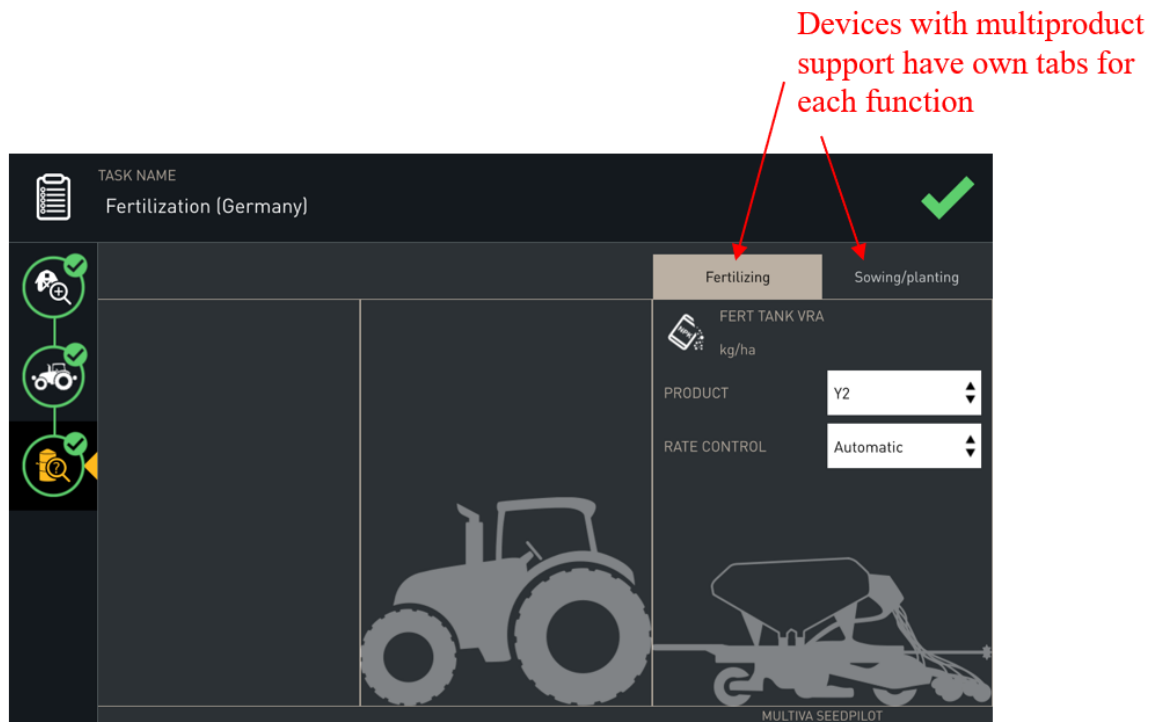 Devices with multiproduct
support have own tabs for
each function
TASK NAME
Fertilization (Germany)
Fertilizing
Sowing/planting
NPK
FERT TANK VRA
kg/ha
PRODUCT
Y2
RATE CONTROL
Automatic
?
MULTIVA SEEDPILOT